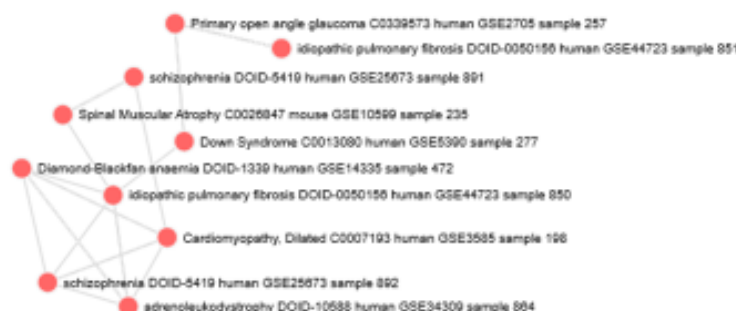 Primary open angle glaucoma C0339573 human GSE2705 sample 257
idiopathic pulmonary fibrosis DOID-0050156 human GSE44723 sample 851
schizophrenia DOID-5419 human GSE25673 sample 891
Spinal Muscular Atrophy C0026847 mouse GSE10599 sample 235
Down Syndrome C0013080 human GSE5390 sample 277
Diamond-Blackfan anaemia DOID-1339 human GSE14335 sample 472
idiopathic pulmonary fibrosis DOID-0050156 human GSE44723 sample 850
Cardiomyopathy, Dilated C0007193 human GSE3585 sample 198
schizophrenia DOID-5419 human GSE25673 sample 892
adrenoleukodystrophy DOID-10588 human GSE34309 sample 864